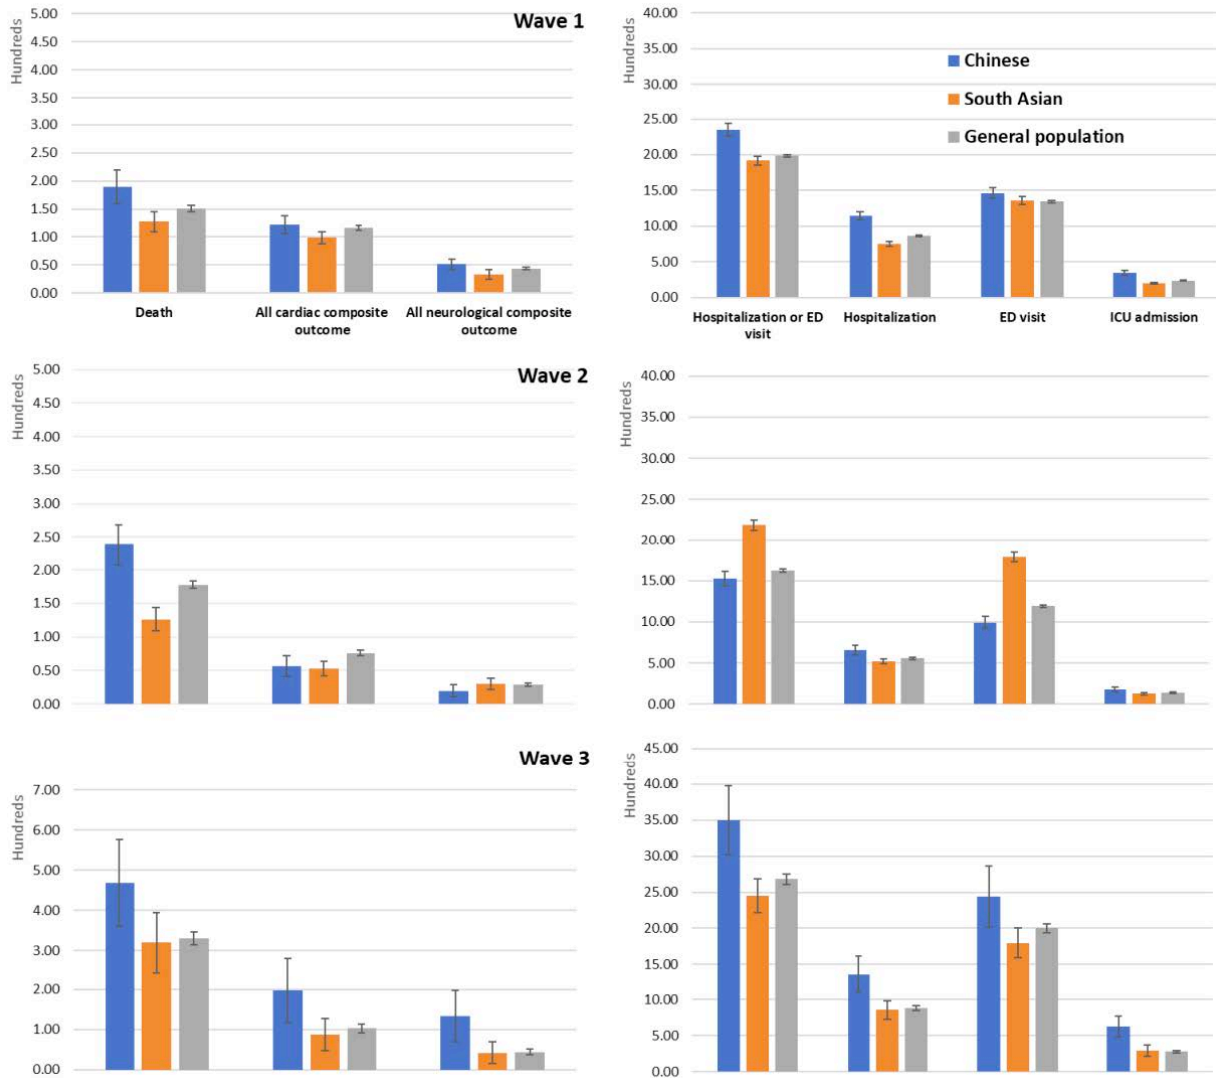 Wave 1
Hundreds
5.00
4.50
4.00
3.50
3.00
2.50
2.00
1.50
1.00
0.50
0.00
Death
All cardiac composite
outcome
All neurological composite
outcome
Hundreds
40.00
35.00
30.00
25.00
20.00
15.00
10.00
5.00
0.00
Chinese
South Asian
General population
Hospitalization or ED
visit
Hospitalization
ED visit
ICU admission
Wave 2
Hundreds
5.00
4.50
4.00
3.50
3.00
2.50
2.00
1.50
1.00
0.50
0.00
Hundreds
40.00
35.00
30.00
25.00
20.00
15.00
10.00
5.00
0.00
Wave 3
Hundreds
7.00
6.00
5.00
4.00
3.00
2.00
1.00
0.00
Hundreds
45.00
40.00
35.00
30.00
25.00
20.00
15.00
10.00
5.00
0.00